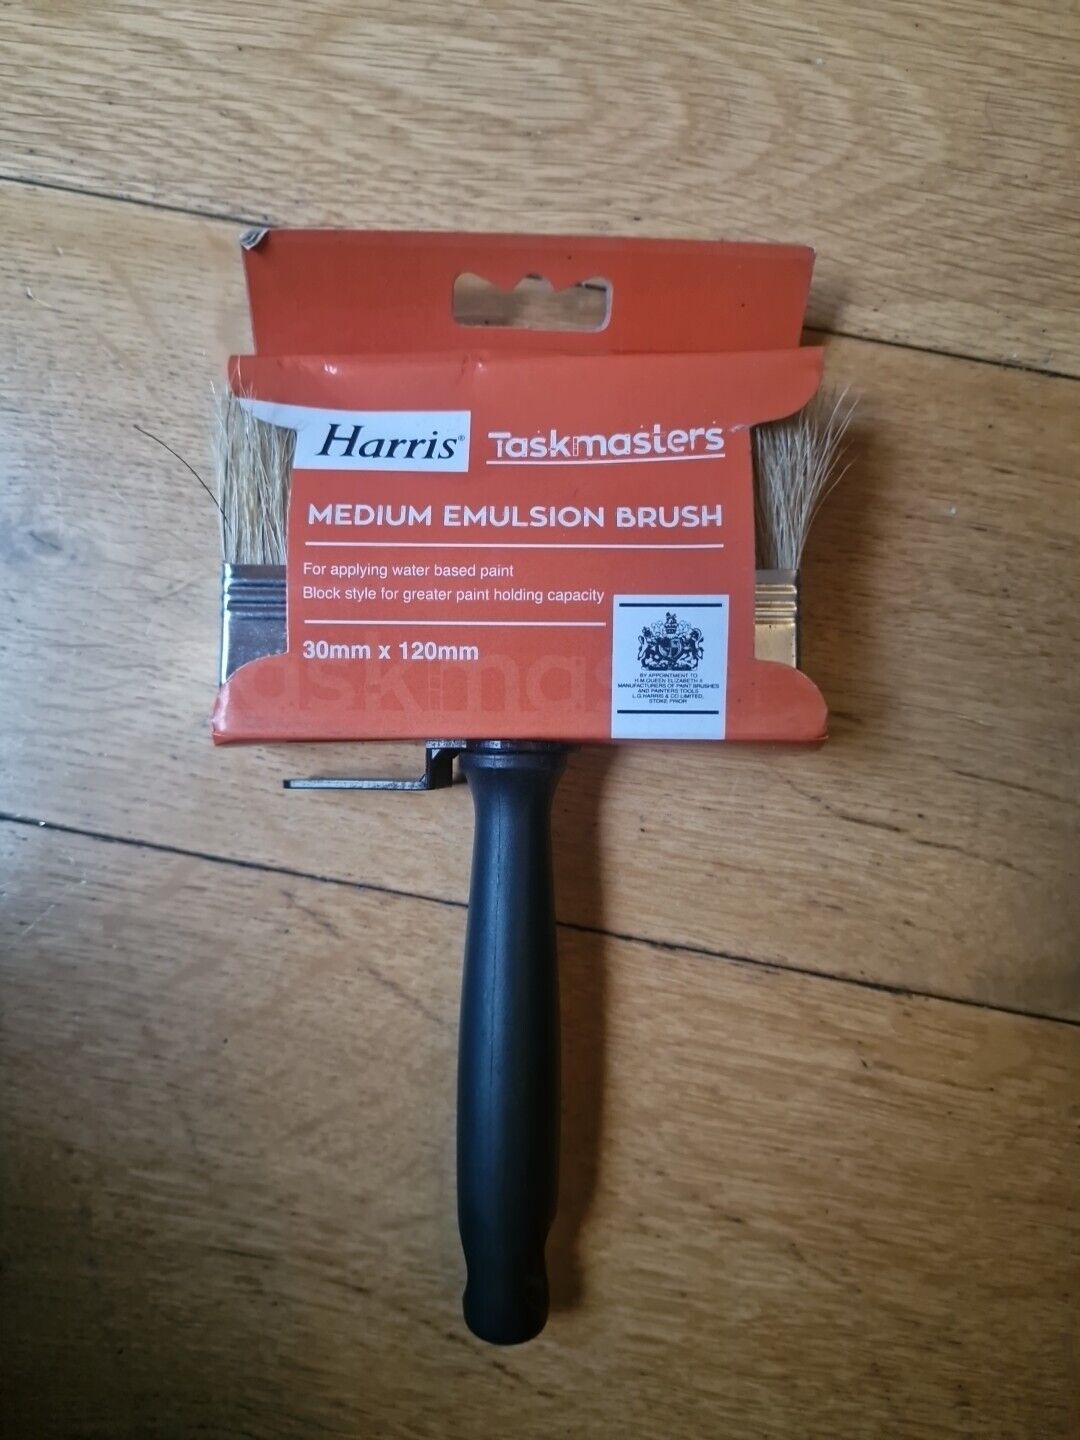 Harris®
Taskmasters
MEDIUM EMULSION BRUSH
For applying water based paint
Block style for greater paint holding capacity
30mm x 120mm
BY APPOINTMENT TO
H.M.QUEEN ELIZABETH II
MANUFACTURERS OF PAINT BRUSHES
AND PAINTERS TOOLS
L.G.HARRIS & CO LIMITED,
STOKE PRIOR